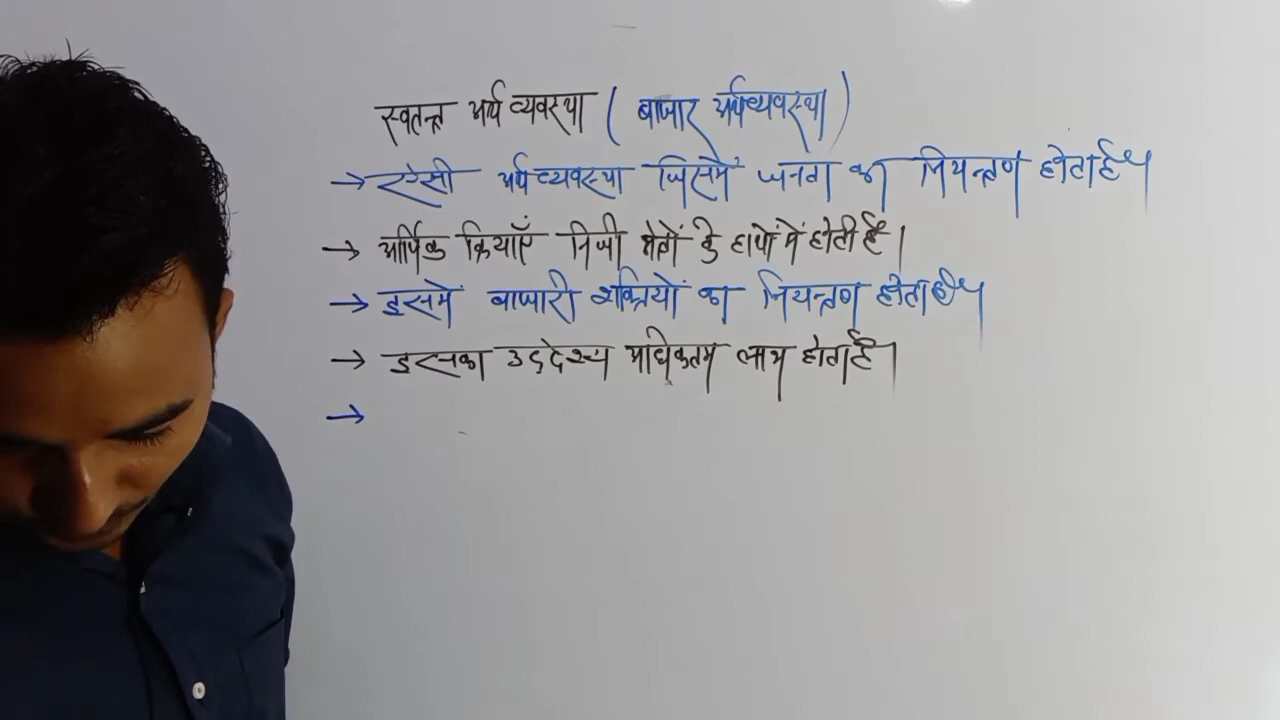 स्वतन्त्र अर्थव्यवस्था ( बाजार अर्थव्यवस्था )
→ ऐसी अर्थव्यवस्था जिसमें जनता का नियन्त्रण होता है।
→ आर्थिक क्रियाएँ निजी लोगों के हाथों में होती हैं।
→ इसमें बाजारी शक्तियों का नियन्त्रण होता है।
→ इसका उद्देश्य अधिकतम लाभ होता है।
→